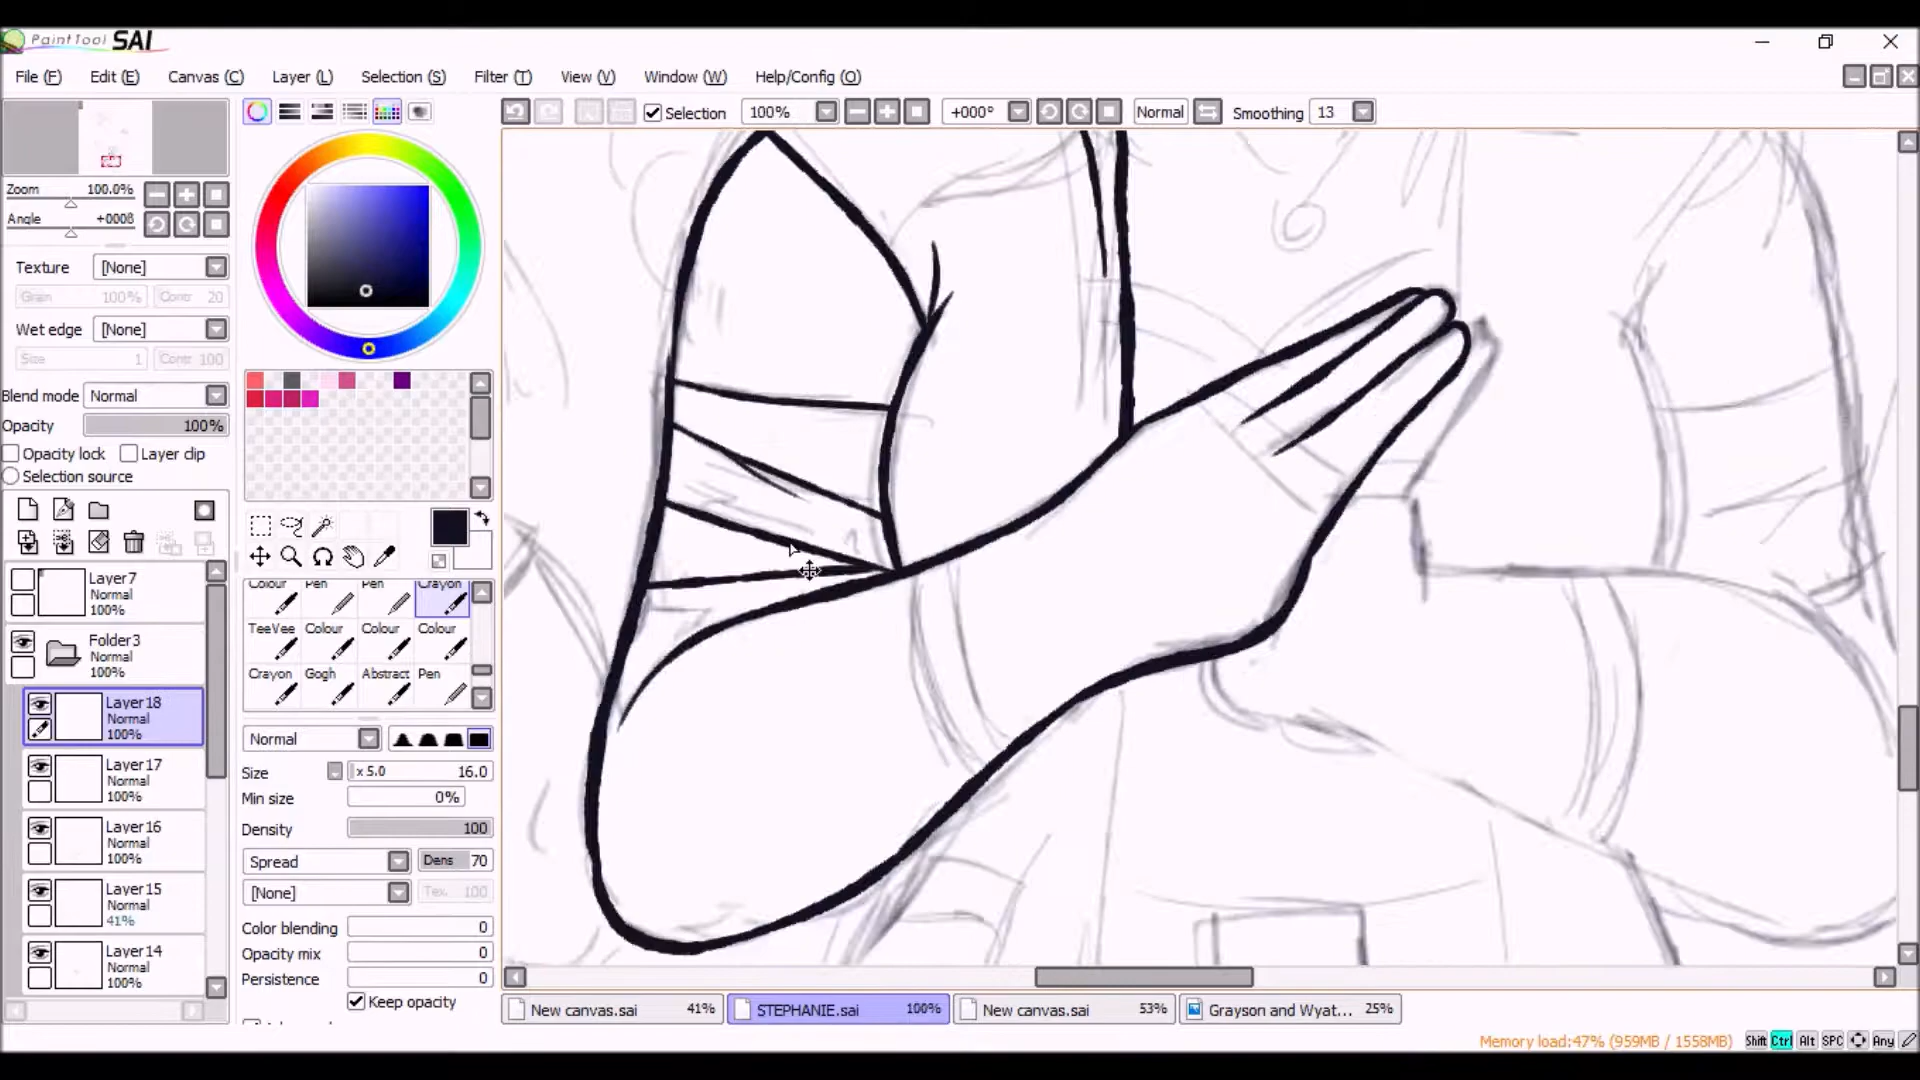 PaintTool SAI
File (F) Edit (E) Canvas (C) Layer (L) Selection (S) Filter (T) View (V) Window (W) Help/Config (O)
Selection 100% +000° Normal Smoothing 13
Zoom 100.0%
Angle +000
Texture [None]
Grain 100% Contr 20
Wet edge [None]
Size 1 Contr 100
Blend mode Normal
Opacity 100%
Opacity lock Layer clip
Selection source
Layer7
Normal
100%
Folder3
Normal
100%
Layer18
Normal
100%
Layer17
Normal
100%
Layer16
Normal
100%
Layer15
Normal
41%
Layer14
Normal
100%
Colour Pen Pen Crayon
TeeVee Colour Colour Colour
Crayon Gogh Abstract Pen
Normal
Size x 5.0 16.0
Min size 0%
Density 100
Spread Dens 70
[None] Tex. 100
Color blending 0
Opacity mix 0
Persistence 0
Keep opacity
New canvas.sai 41% STEPHANIE.sai 100% New canvas.sai 53% Grayson and Wyat... 25%
Memory load:47% (959MB / 1558MB) Shift Ctrl Alt SPC Any